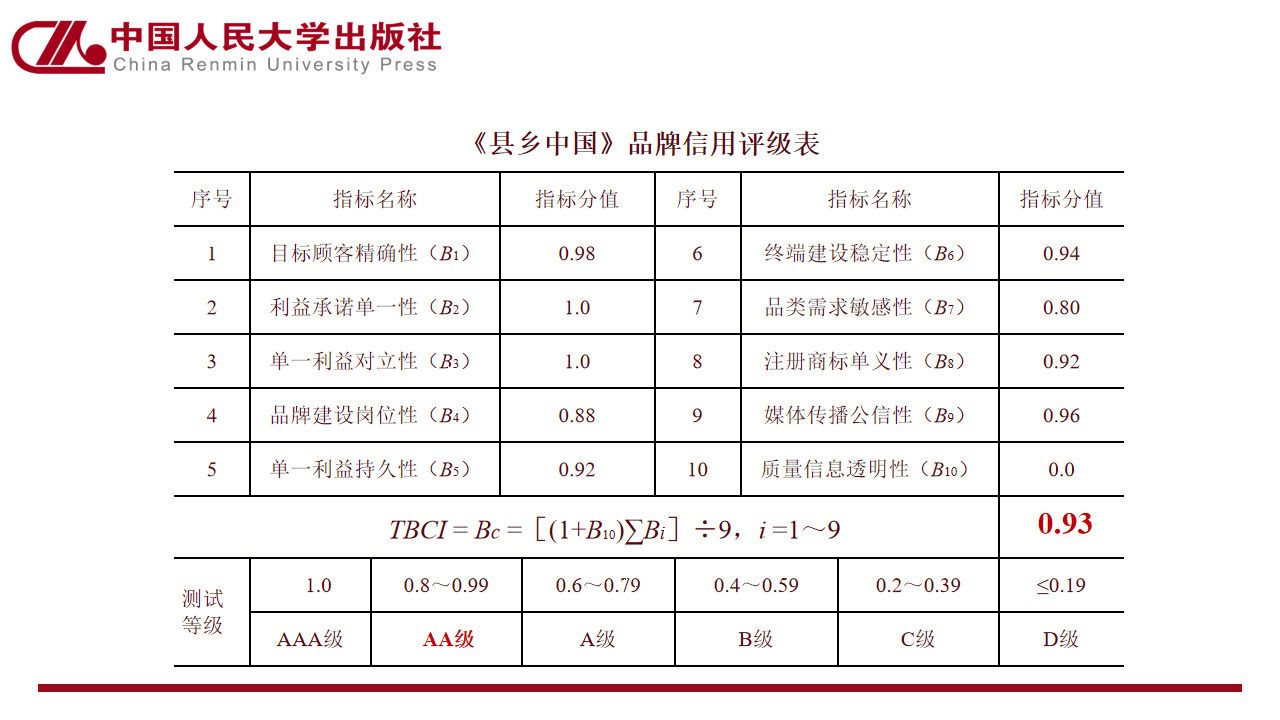 中国人民大学出版社
China Renmin University Press
《县乡中国》品牌信用评级表
序号 指标名称 指标分值 序号 指标名称 指标分值
1 目标顾客精确性（B1） 0.98 6 终端建设稳定性（B6） 0.94
2 利益承诺单一性（B2） 1.0 7 品类需求敏感性（B7） 0.80
3 单一利益对立性（B3） 1.0 8 注册商标单义性（B8） 0.92
4 品牌建设岗位性（B4） 0.88 9 媒体传播公信性（B9） 0.96
5 单一利益持久性（B5） 0.92 10 质量信息透明性（B10） 0.0
TBCI = Bc =［(1+B10)∑Bi］÷9，i =1～9 0.93
测试等级 1.0 0.8～0.99 0.6～0.79 0.4～0.59 0.2～0.39 ≤0.19
AAA级 AA级 A级 B级 C级 D级